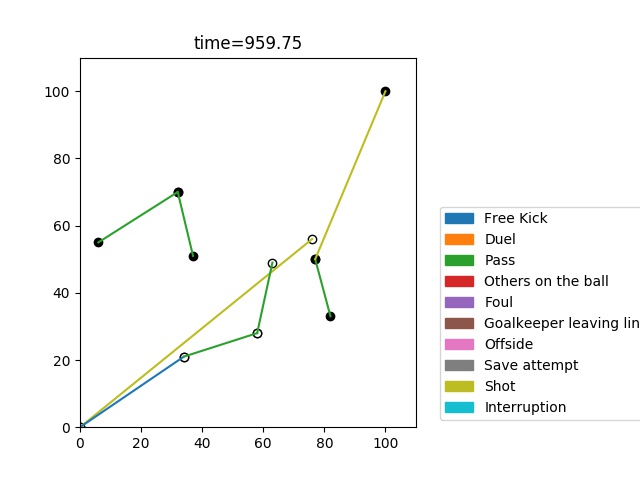 time=959.75
100
80
60
40
20
0
0 20 40 60 80 100
Free Kick
Duel
Pass
Others on the ball
Foul
Goalkeeper leaving lin
Offside
Save attempt
Shot
Interruption